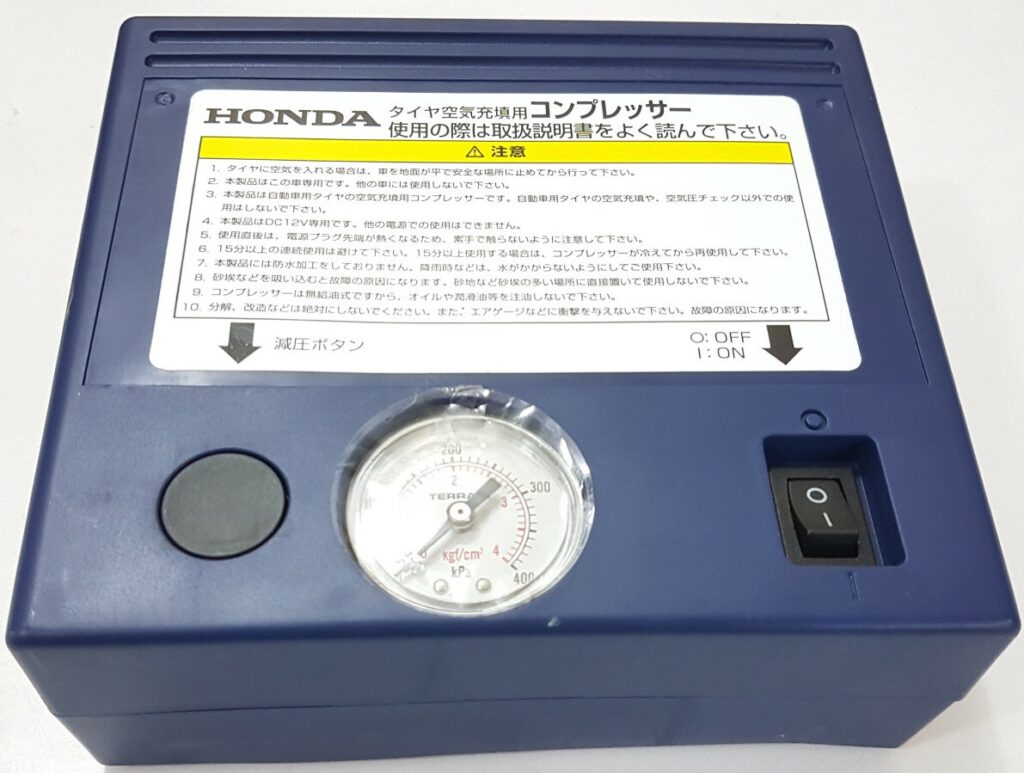 HONDA タイヤ空気充填用コンプレッサー
使用の際は取扱説明書をよく読んで下さい。
⚠ 注意
1. タイヤに空気を入れる場合は、車を地面が平で安全な場所に止めてから行って下さい。
2. 本製品はこの車専用です。他の車には使用しないで下さい。
3. 本製品は自動車用タイヤの空気充填用コンプレッサーです。自動車用タイヤの空気充填や、空気圧チェック以外での使
用はしないで下さい。
4. 本製品はDC12V専用です。他の電源での使用はできません。
5. 使用直後は、電源プラグ先端が熱くなるため、素手で触らないように注意して下さい。
6. 15分以上の連続使用は避けて下さい。15分以上使用する場合は、コンプレッサーが冷えてから再使用して下さい。
7. 本製品には防水加工をしておりません。降雨時などは、水がかからないようにしてご使用下さい。
8. 砂埃などを吸い込むと故障の原因になります。砂地など砂埃の多い場所に直接置いて使用しないで下さい。
9. コンプレッサーは無給油式ですから、オイルや潤滑油等を注油しないで下さい。
10. 分解、改造などは絶対にしないでください。また、エアゲージなどに衝撃を与えないで下さい。故障の原因になります。
減圧ボタン
O:OFF
I:ON
200
2
300
3
kgf/cm² 4
kPa 400
O
I